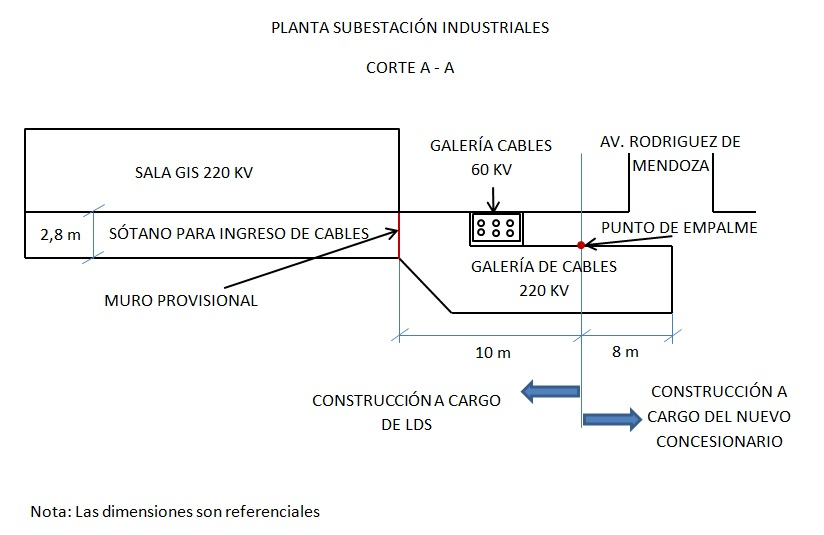 PLANTA SUBESTACIÓN INDUSTRIALES
CORTE A - A
SALA GIS 220 KV
GALERÍA CABLES
60 KV
AV. RODRIGUEZ DE
MENDOZA
2,8 m
SÓTANO PARA INGRESO DE CABLES
PUNTO DE EMPALME
MURO PROVISIONAL
GALERÍA DE CABLES
220 KV
10 m
8 m
CONSTRUCCIÓN A CARGO
DE LDS
CONSTRUCCIÓN A
CARGO DEL NUEVO
CONCESIONARIO
Nota: Las dimensiones son referenciales